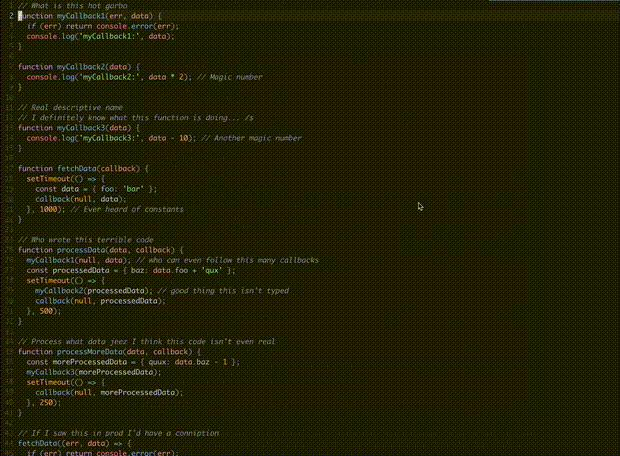 // What is this hot garbo
2 function myCallback1(err, data) {
if (err) return console.error(err);
console.log('myCallback1:', data);
}
function myCallback2(data) {
console.log('myCallback2:', data * 2); // Magic number
}
// Real descriptive name
// I definitely know what this function is doing... /s
function myCallback3(data) {
console.log('myCallback3:', data - 10); // Another magic number
}
function fetchData(callback) {
setTimeout(() => {
const data = { foo: 'bar' };
callback(null, data);
}, 1000); // Ever heard of constants
}
// Who wrote this terrible code
function processData(data, callback) {
myCallback1(null, data); // who can even follow this many callbacks
const processedData = { baz: data.foo + 'qux' };
setTimeout(() => {
myCallback2(processedData); // good thing this isn't typed
callback(null, processedData);
}, 500);
}
// Process what data jeez I think this code isn't even real
function processMoreData(data, callback) {
const moreProcessedData = { quux: data.baz - 1 };
myCallback3(moreProcessedData);
setTimeout(() => {
callback(null, moreProcessedData);
}, 250);
}
// If I saw this in prod I'd have a conniption
fetchData((err, data) => {
if (err) return console.error(err);